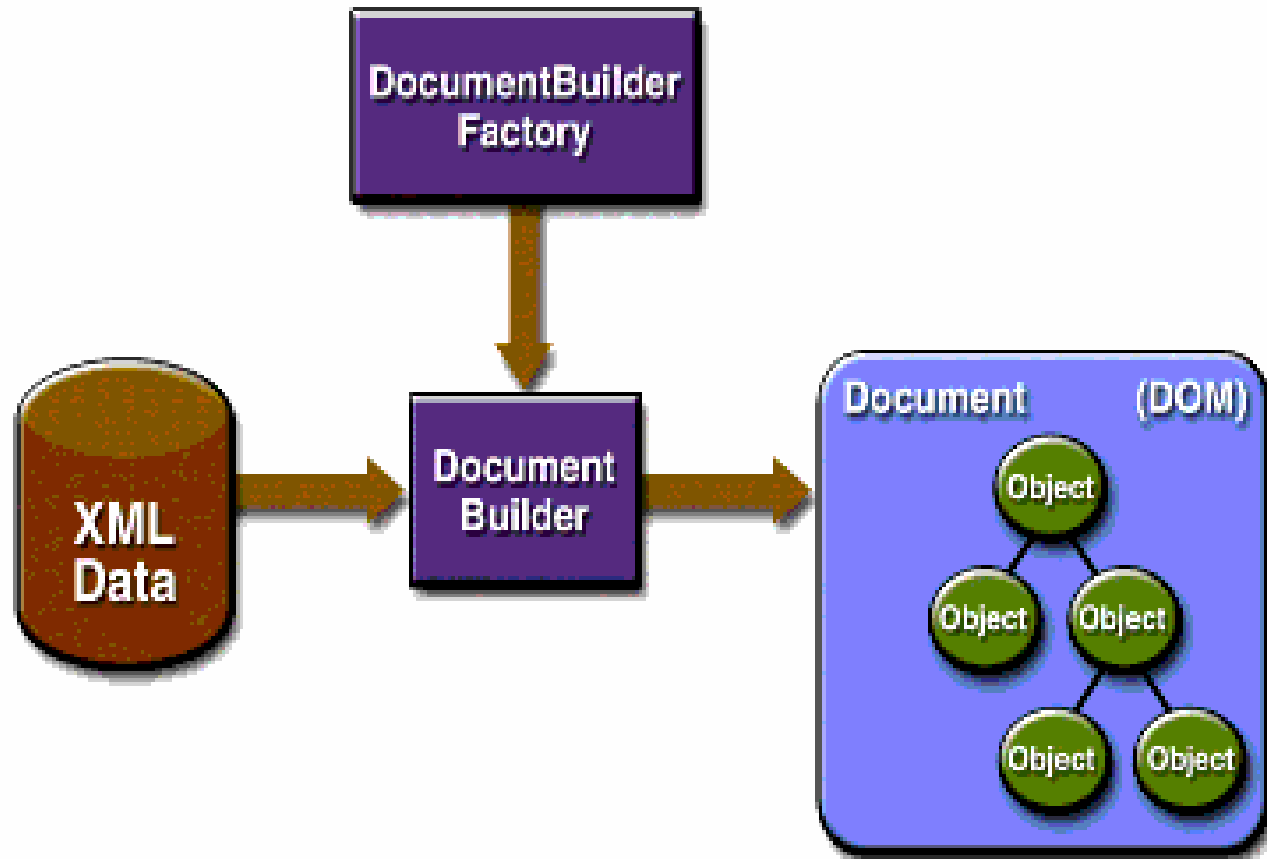 DocumentBuilder
Factory
XML
Data
Document
Builder
Document (DOM)
Object
Object Object
Object Object